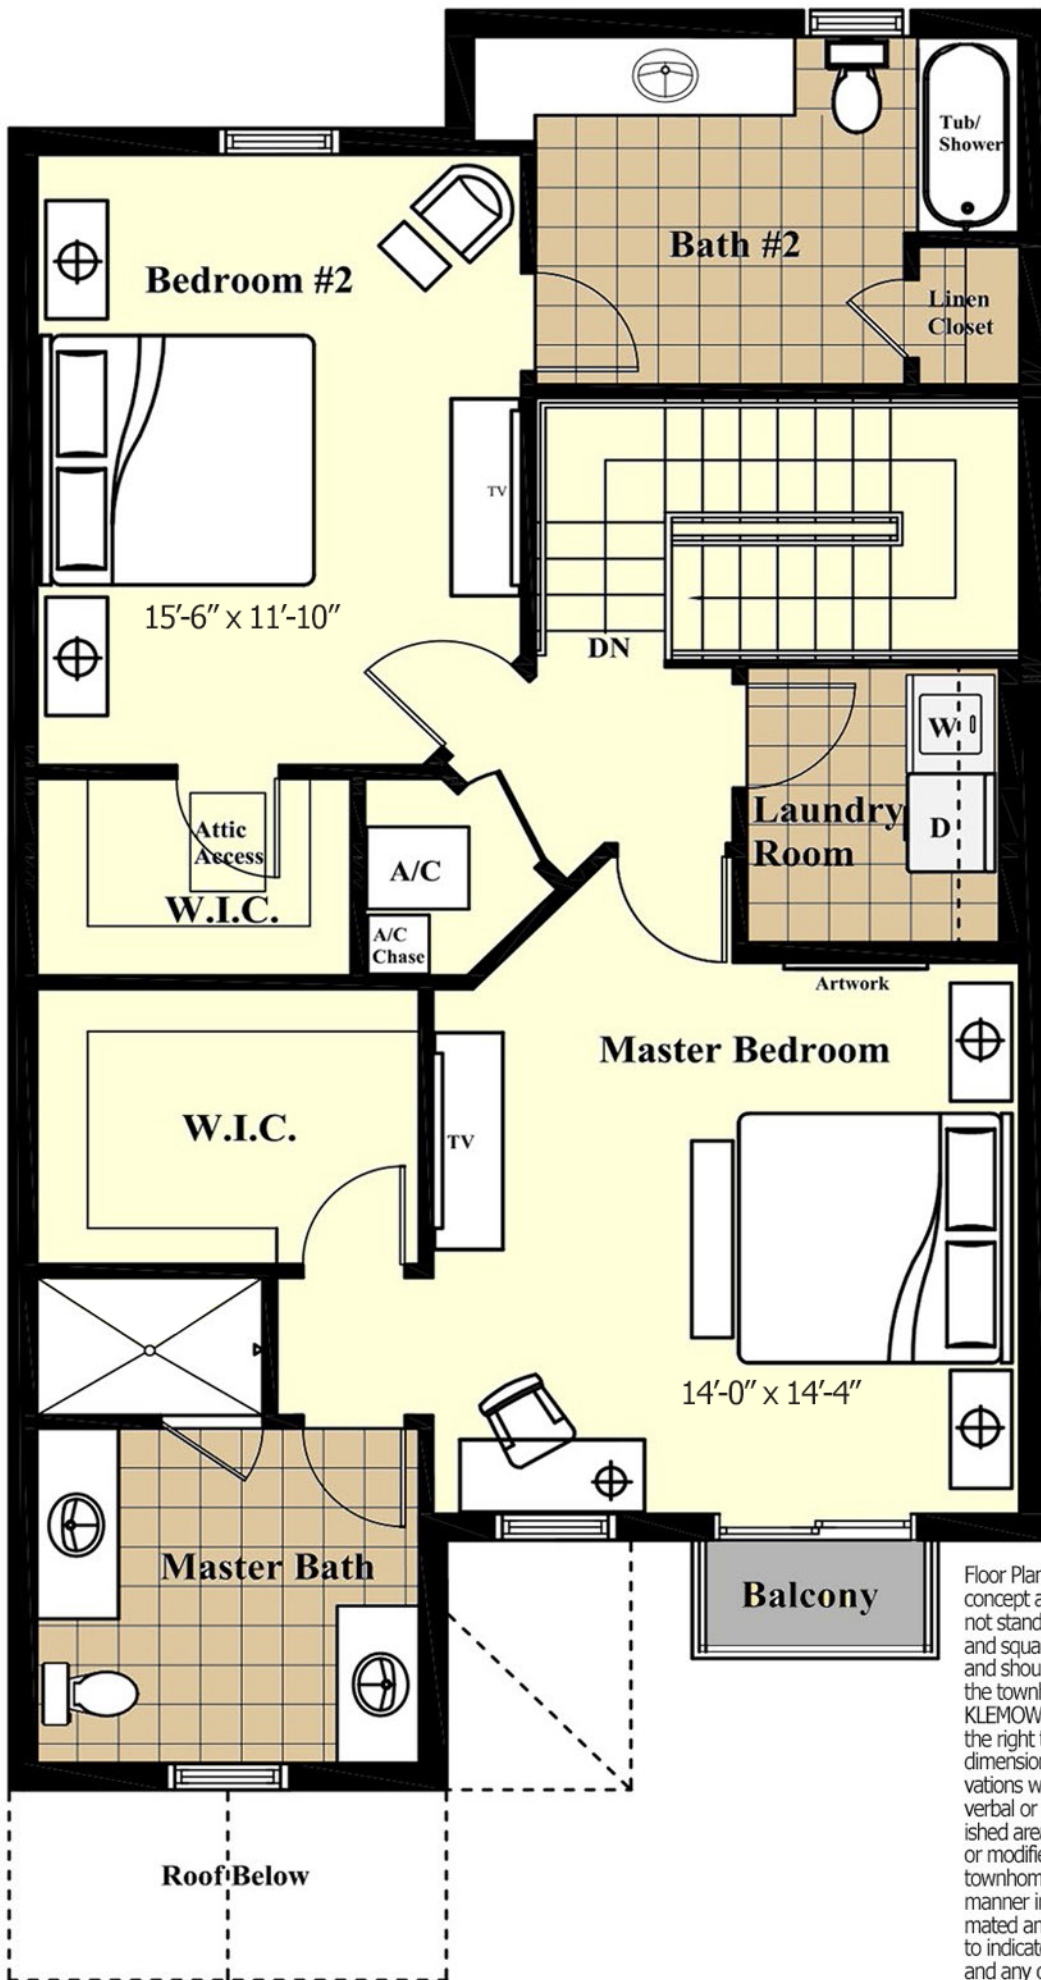 Tub/
Shower
Bath #2
Bedroom #2
Linen
Closet
TV
15'-6" x 11'-10"
DN
W
Laundry
Room
D
Attic
Access
W.I.C.
A/C
A/C
Chase
Artwork
Master Bedroom
W.I.C.
TV
14'-0" x 14'-4"
Master Bath
Balcony
Roof Below
Floor Plan
concept a
not stand
and squa
and shou
the townh
KLEMOW
the right t
dimension
vations w
verbal or
ished area
or modifie
townhom
manner in
mated an
to indicate
and any